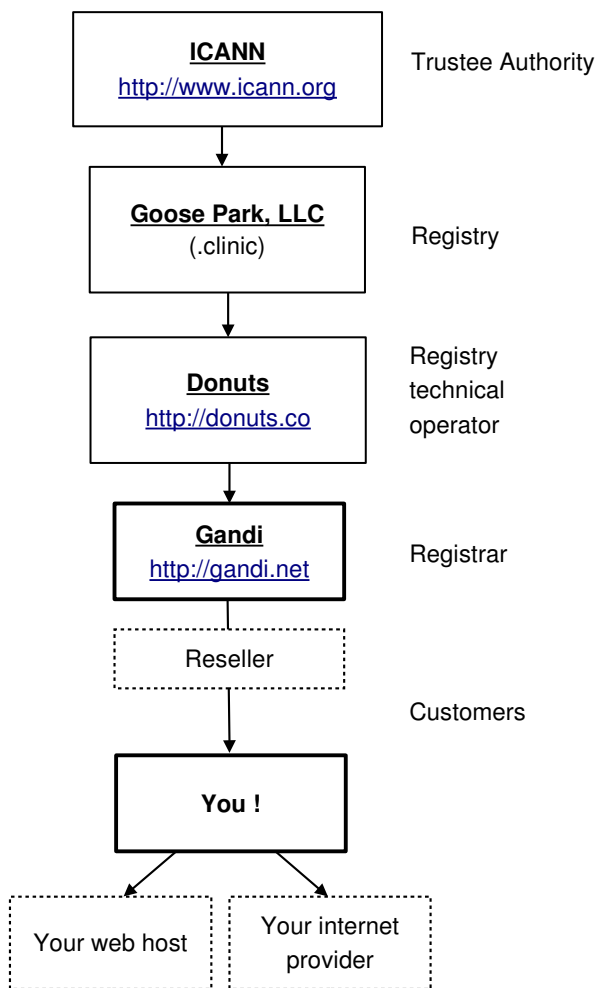 ICANN
http://www.icann.org
Trustee Authority
Goose Park, LLC
(.clinic)
Registry
Donuts
http://donuts.co
Registry
technical
operator
Gandi
http://gandi.net
Registrar
Reseller
Customers
You !
Your web host
Your internet
provider